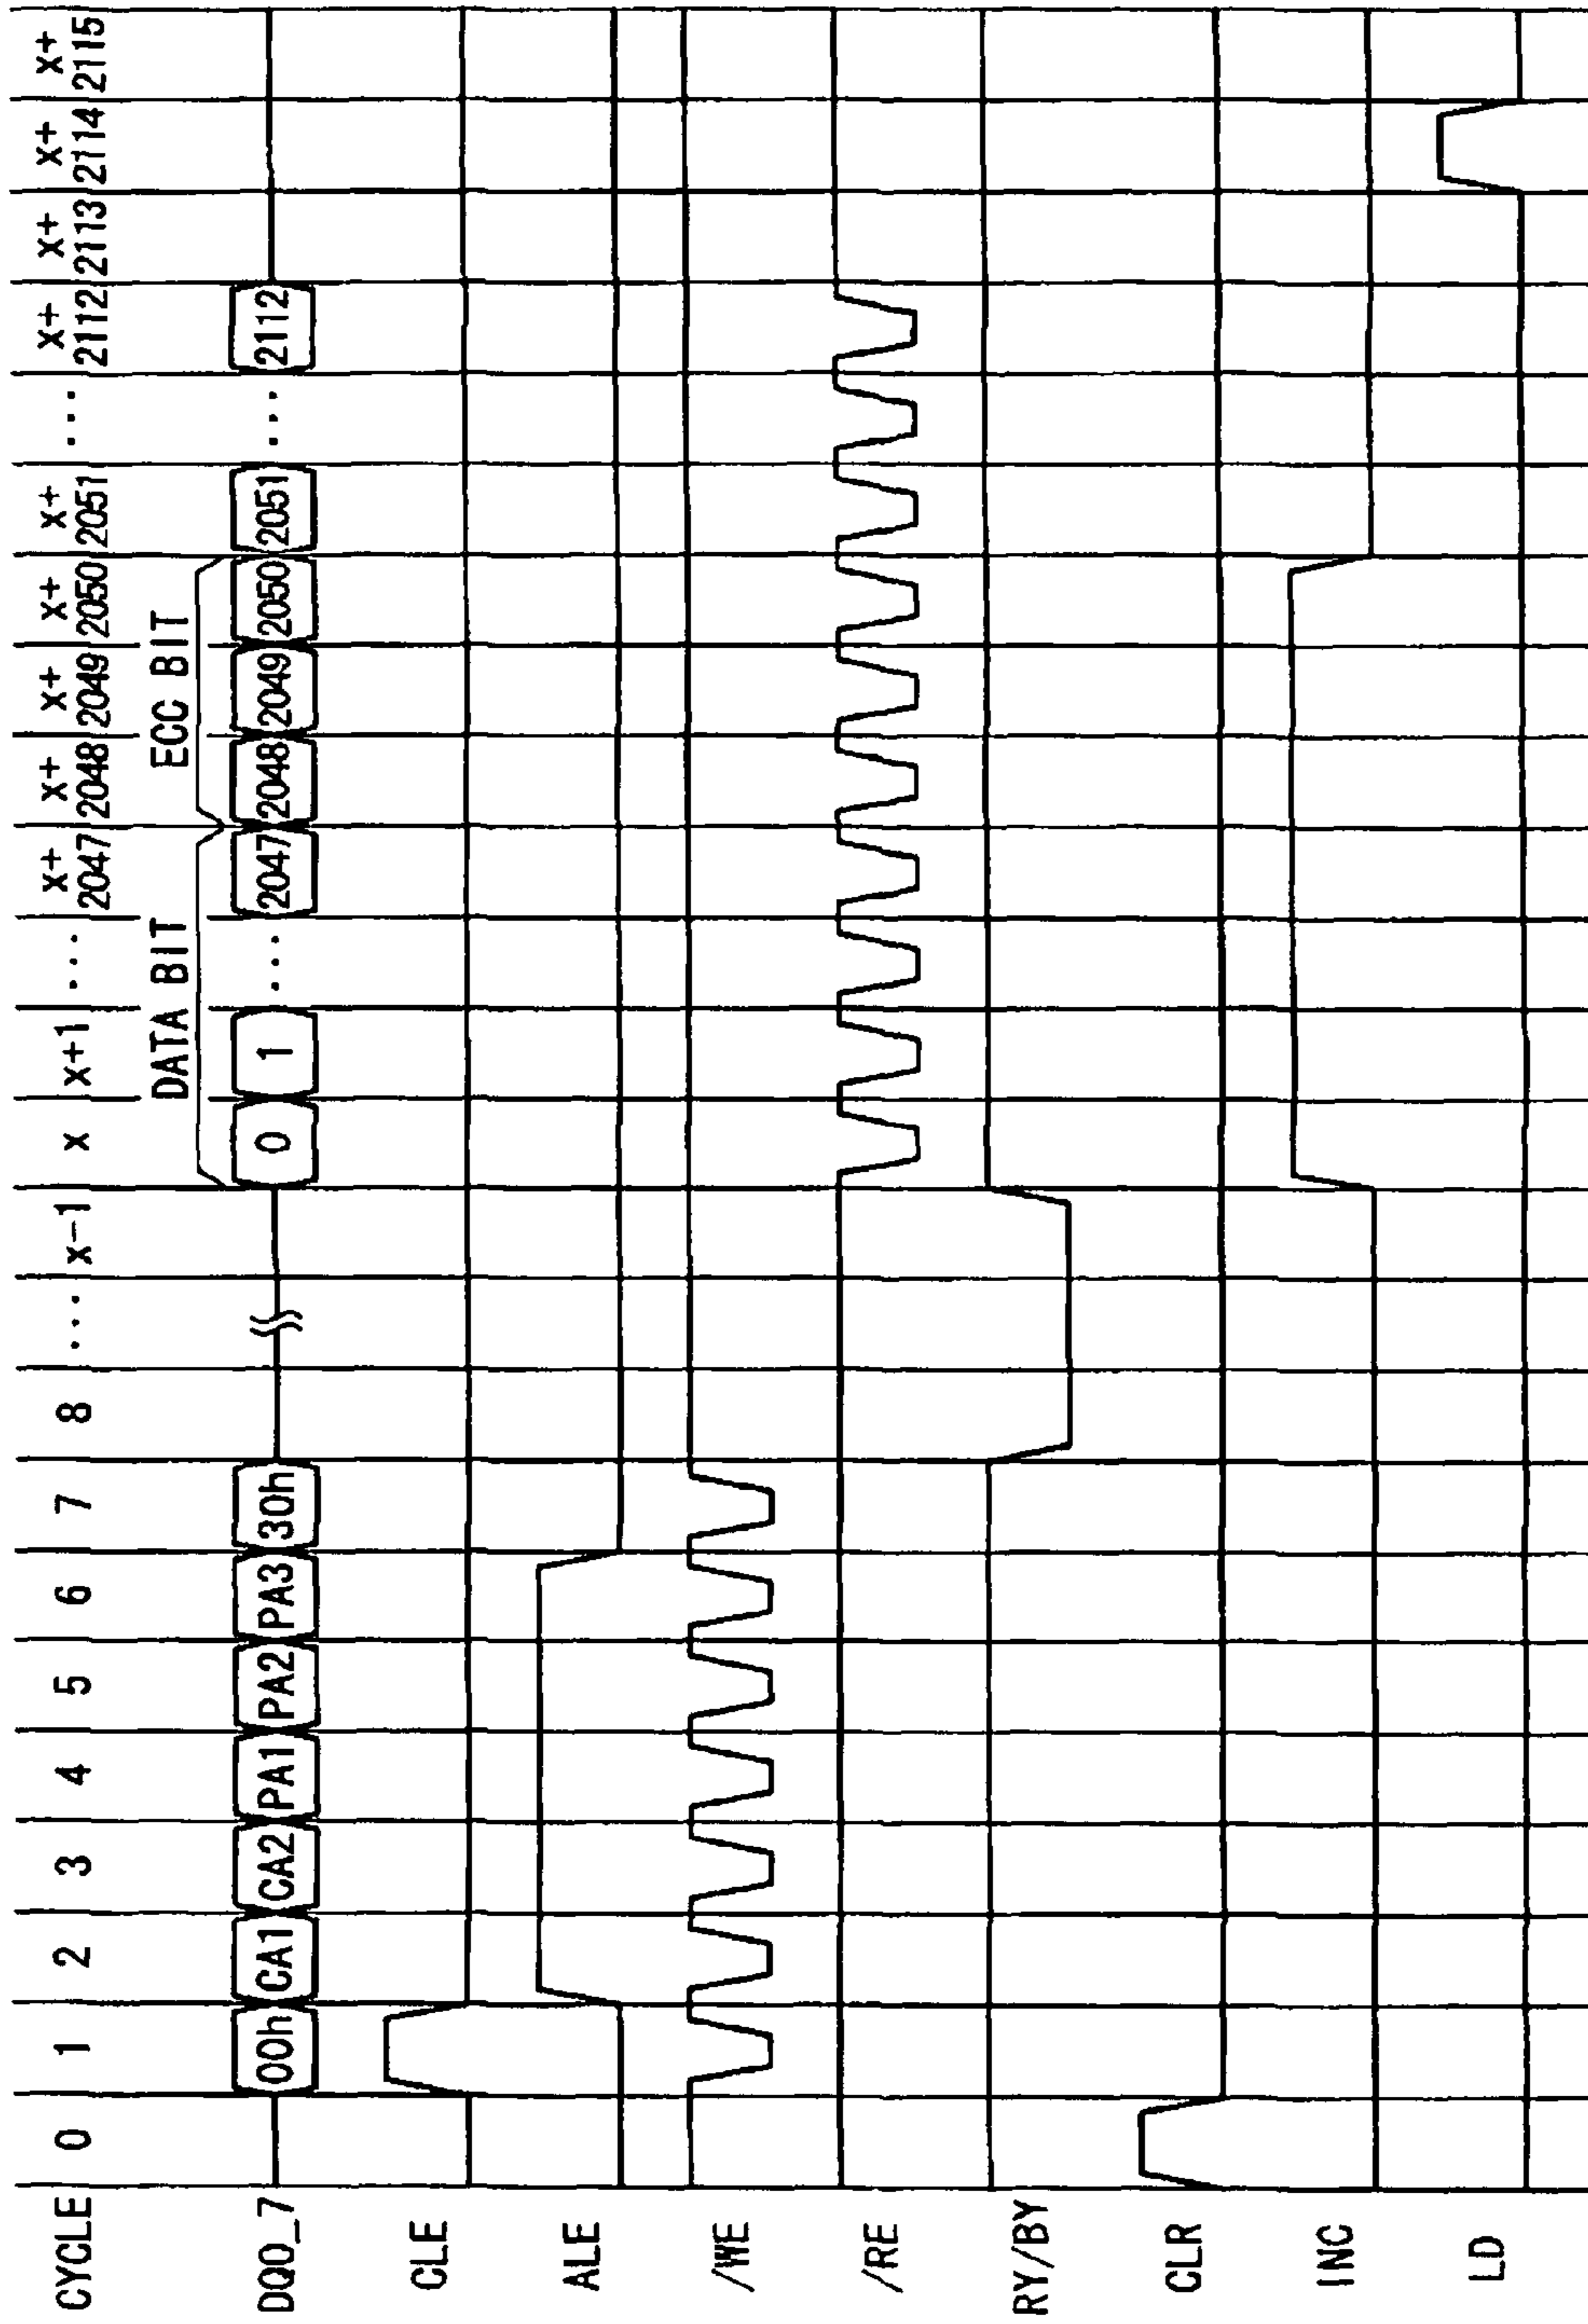 CYCLE 0 1 2 3 4 5 6 7 8 ... x-1 x x+1 ... x+2047 x+2048 x+2049 x+2050 x+2051 ... x+2112 x+2113 x+2114 x+2115
DATA BIT ECC BIT
DQ0_7 00h CA1 CA2 PA1 PA2 PA3 30h 0 1 ... 2047 2048 2049 2050 2051 ... 2112
CLE
ALE
/WE
/RE
RY/BY
CLR
INC
LD